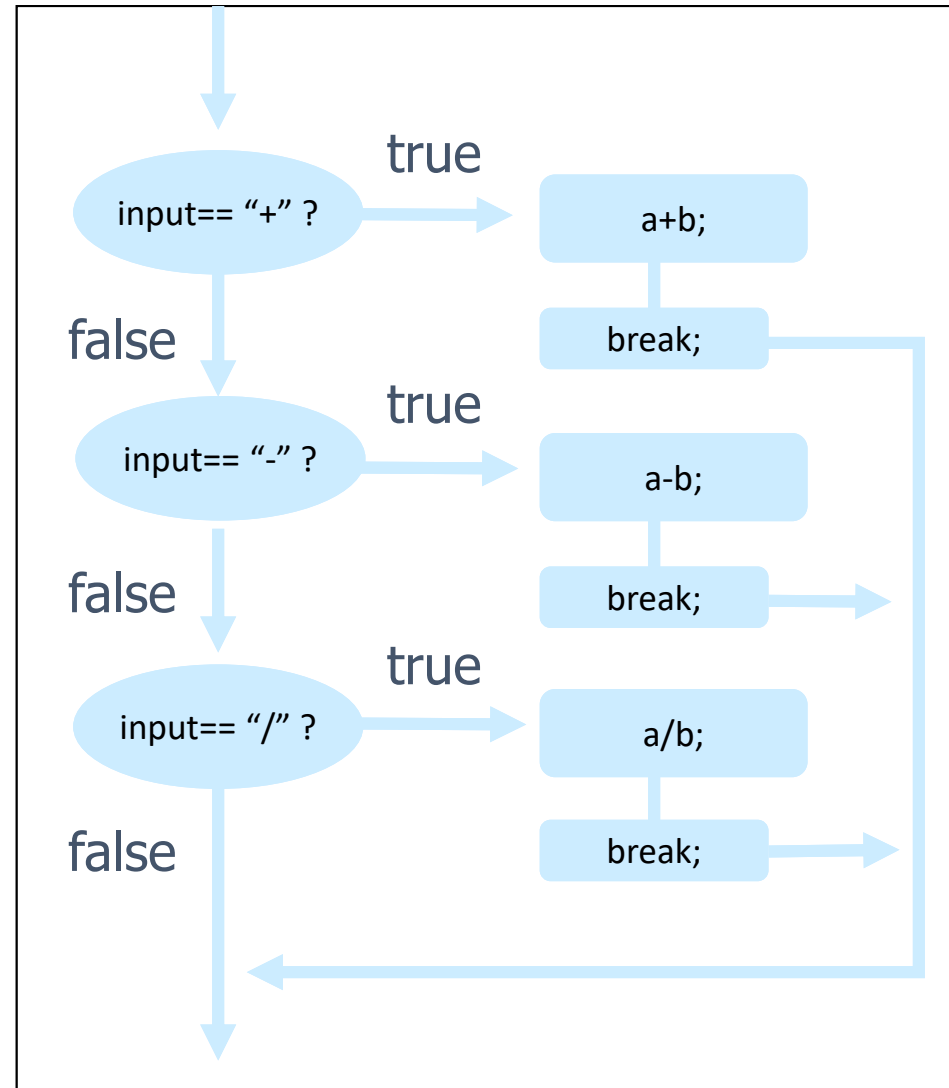 true
input== “+” ?
a+b;
false
break;
true
input== “-” ?
a-b;
false
break;
true
input== “/” ?
a/b;
false
break;